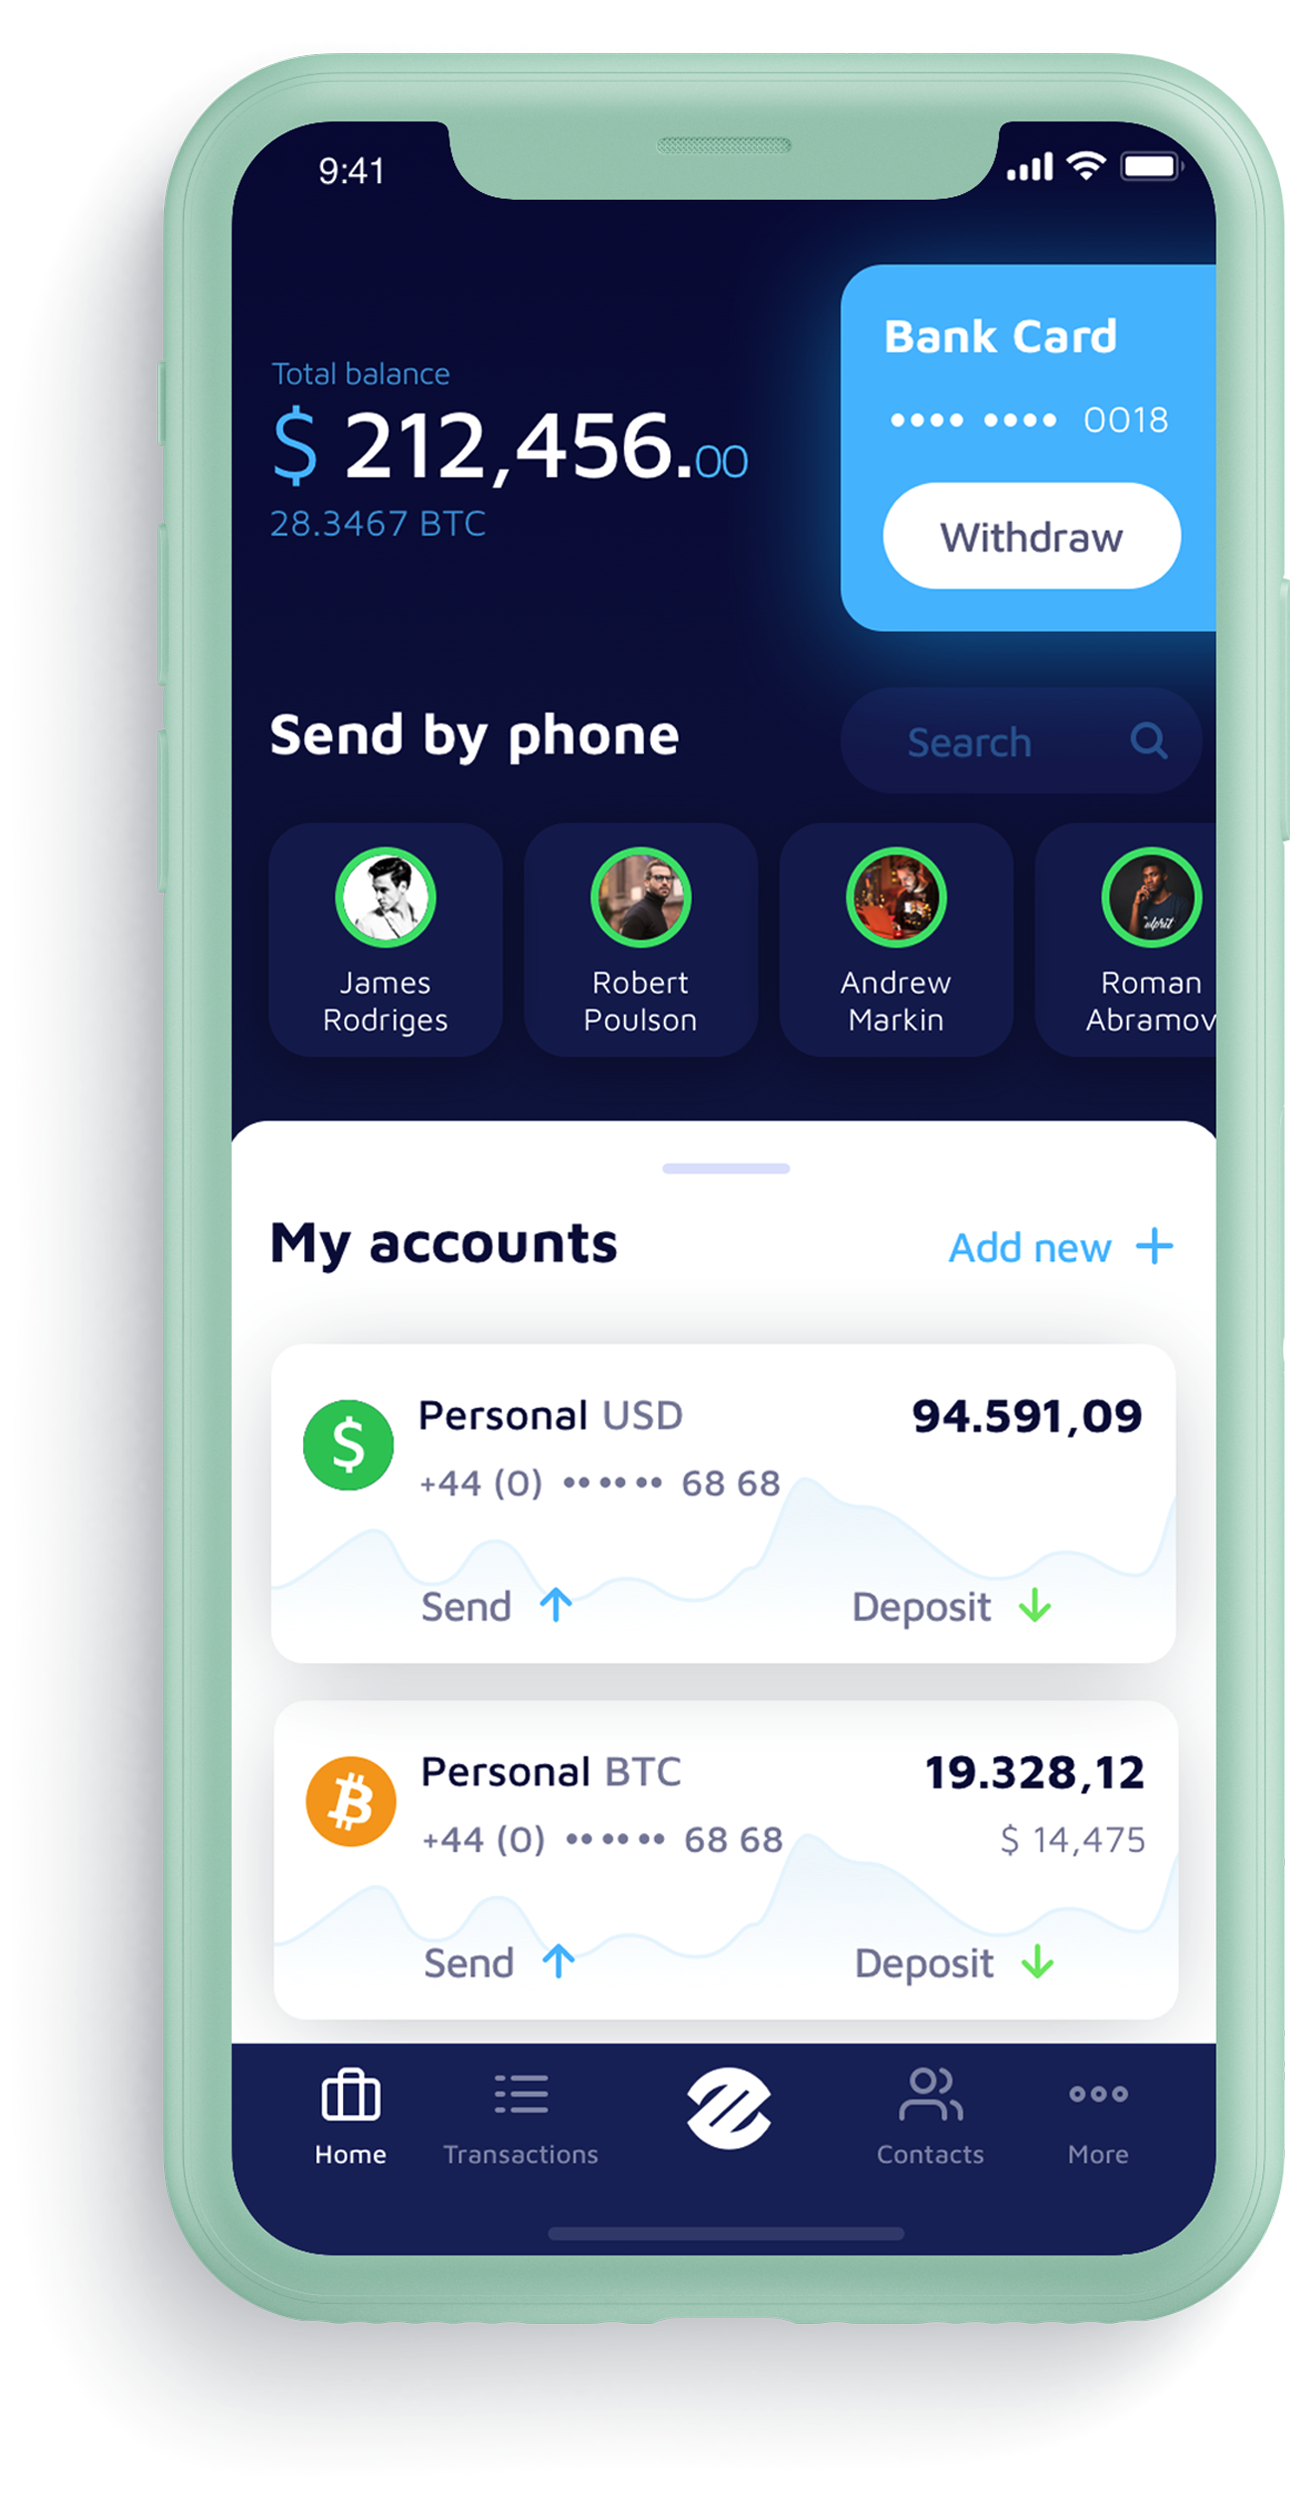 9:41
Bank Card
•••• •••• 0018
Withdraw
Total balance
$ 212,456.00
28.3467 BTC
Send by phone
Search
James
Rodriges
Robert
Poulson
Andrew
Markin
Roman
Abramov
My accounts
Add new +
$
Personal USD
94.591,09
+44 (0) •• •• •• 68 68
Send
Deposit
₿
Personal BTC
19.328,12
+44 (0) •• •• •• 68 68
$ 14,475
Send
Deposit
Home
Transactions
Contacts
More